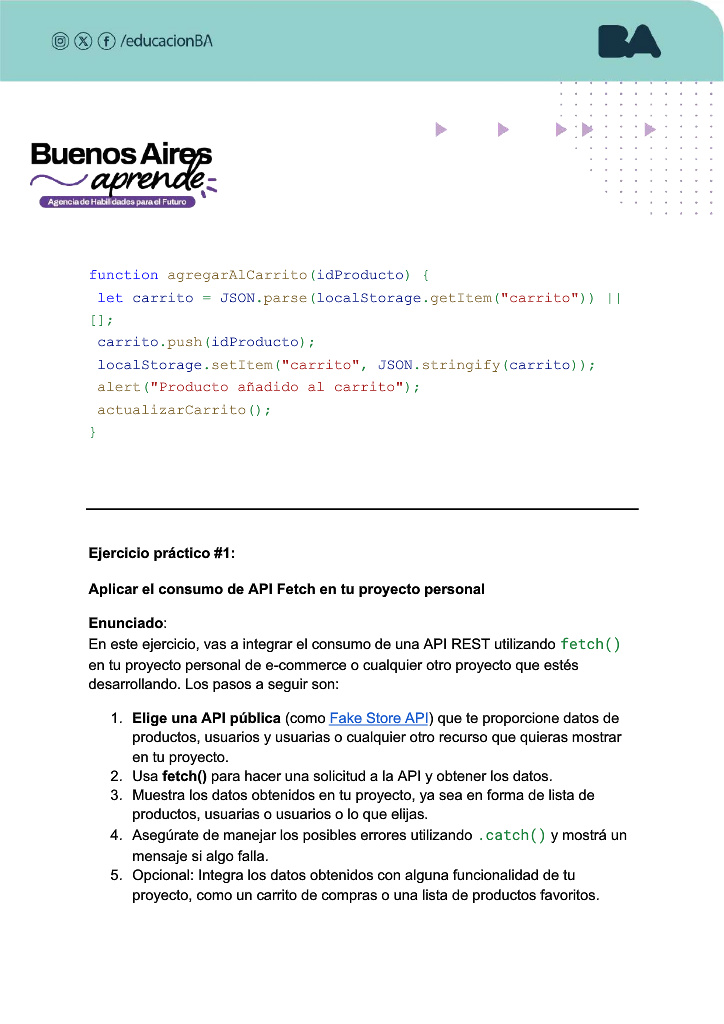 /educacionBA
BA
Buenos Aires
aprende
Agencia de Habilidades para el Futuro
function agregarAlCarrito(idProducto) {
let carrito = JSON.parse(localStorage.getItem("carrito")) ||
[];
carrito.push(idProducto);
localStorage.setItem("carrito", JSON.stringify(carrito));
alert("Producto añadido al carrito");
actualizarCarrito();
}
Ejercicio práctico #1:
Aplicar el consumo de API Fetch en tu proyecto personal
Enunciado:
En este ejercicio, vas a integrar el consumo de una API REST utilizando fetch()
en tu proyecto personal de e-commerce o cualquier otro proyecto que estés
desarrollando. Los pasos a seguir son:
1. Elige una API pública (como Fake Store API) que te proporcione datos de
productos, usuarios y usuarias o cualquier otro recurso que quieras mostrar
en tu proyecto.
2. Usa fetch() para hacer una solicitud a la API y obtener los datos.
3. Muestra los datos obtenidos en tu proyecto, ya sea en forma de lista de
productos, usuarias o usuarios o lo que elijas.
4. Asegúrate de manejar los posibles errores utilizando .catch() y mostrá un
mensaje si algo falla.
5. Opcional: Integra los datos obtenidos con alguna funcionalidad de tu
proyecto, como un carrito de compras o una lista de productos favoritos.